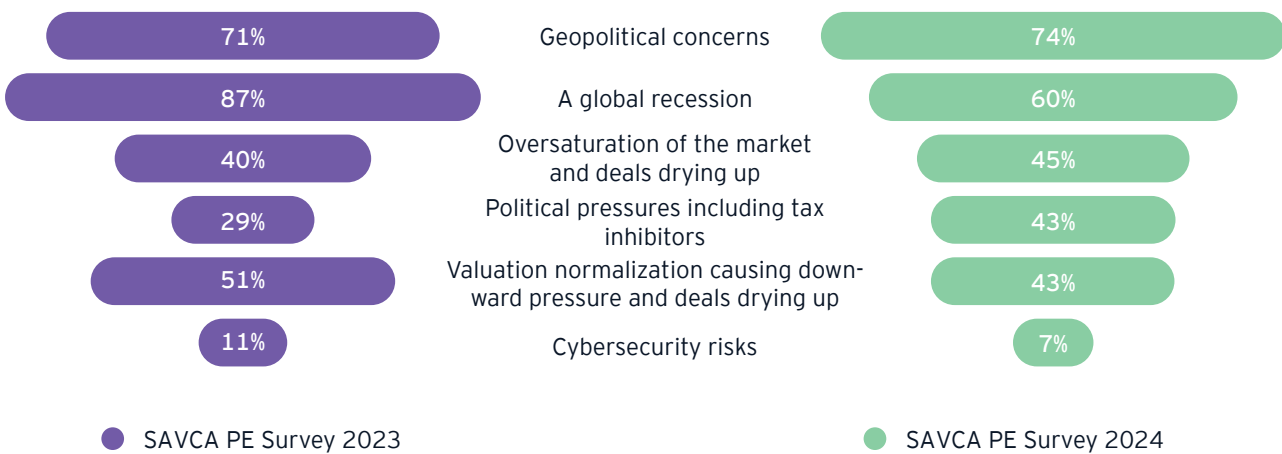 71%
Geopolitical concerns
74%
87%
A global recession
60%
40%
Oversaturation of the market
and deals drying up
45%
29%
Political pressures including tax
inhibitors
43%
51%
Valuation normalization causing down-
ward pressure and deals drying up
43%
11%
Cybersecurity risks
7%
SAVCA PE Survey 2023
SAVCA PE Survey 2024